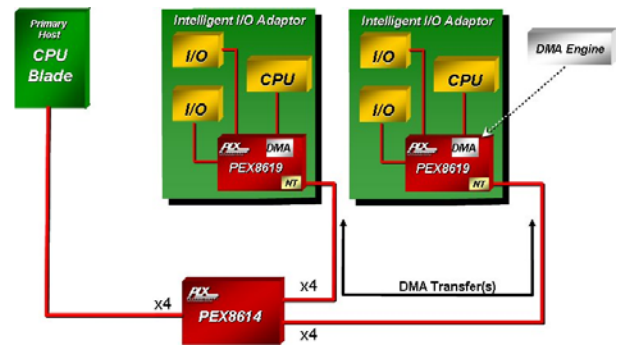 Primary
Host
CPU
Blade
Intelligent I/O Adaptor
I/O
I/O
CPU
PLX
DMA
PEX8619
NT
Intelligent I/O Adaptor
I/O
I/O
CPU
PLX
DMA
PEX8619
NT
DMA Engine
x4
x4
DMA Transfer(s)
PLX
PEX8614
x4